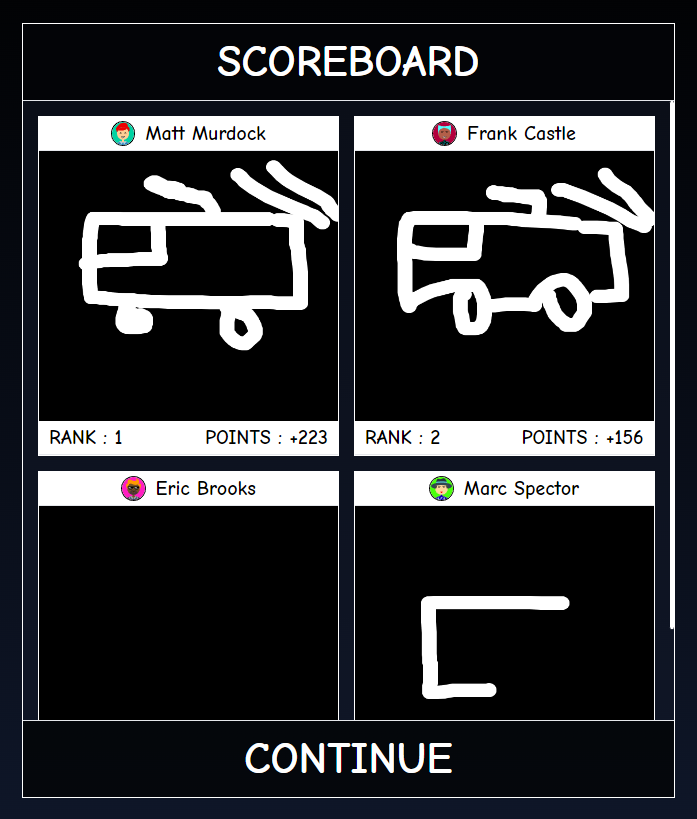 SCOREBOARD
Matt Murdock
Frank Castle
RANK : 1
POINTS : +223
RANK : 2
POINTS : +156
Eric Brooks
Marc Spector
CONTINUE